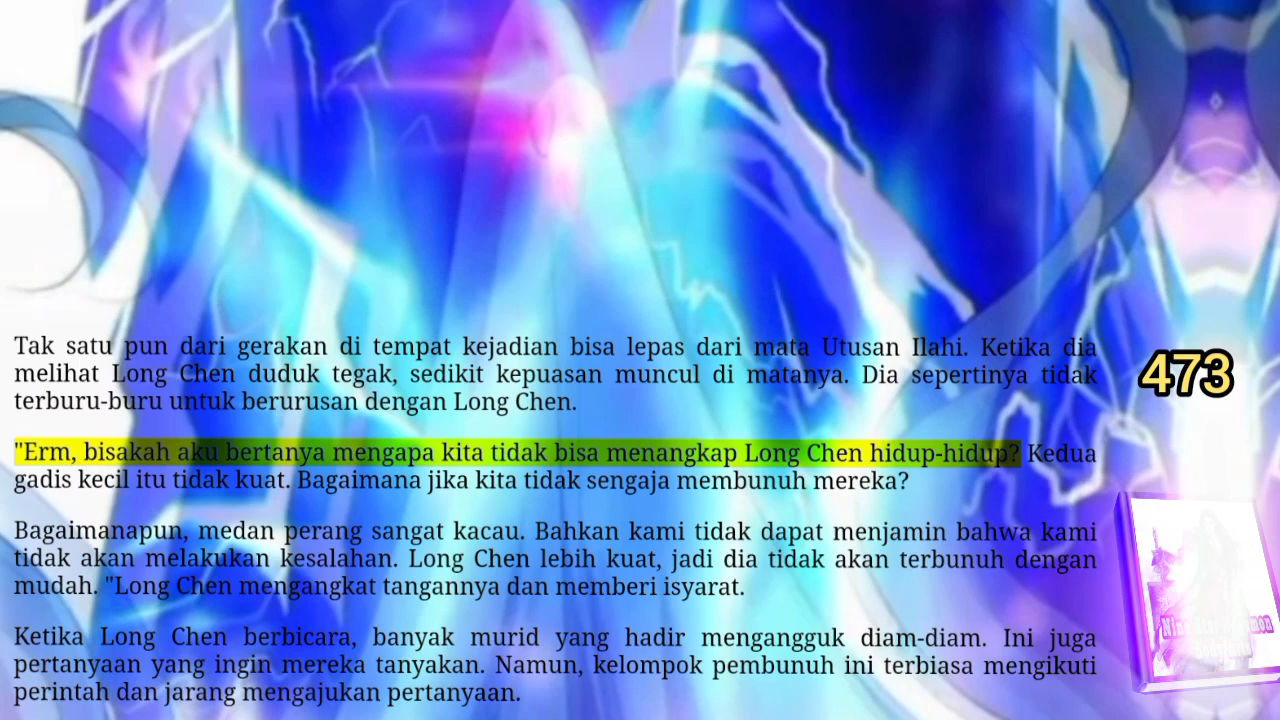 Tak satu pun dari gerakan di tempat kejadian bisa lepas dari mata Utusan Ilahi. Ketika dia
melihat Long Chen duduk tegak, sedikit kepuasan muncul di matanya. Dia sepertinya tidak
terburu-buru untuk berurusan dengan Long Chen.
"Erm, bisakah aku bertanya mengapa kita tidak bisa menangkap Long Chen hidup-hidup? Kedua
gadis kecil itu tidak kuat. Bagaimana jika kita tidak sengaja membunuh mereka?
Bagaimanapun, medan perang sangat kacau. Bahkan kami tidak dapat menjamin bahwa kami
tidak akan melakukan kesalahan. Long Chen lebih kuat, jadi dia tidak akan terbunuh dengan
mudah. "Long Chen mengangkat tangannya dan memberi isyarat.
Ketika Long Chen berbicara, banyak murid yang hadir mengangguk diam-diam. Ini juga
pertanyaan yang ingin mereka tanyakan. Namun, kelompok pembunuh ini terbiasa mengikuti
perintah dan jarang mengajukan pertanyaan.
473